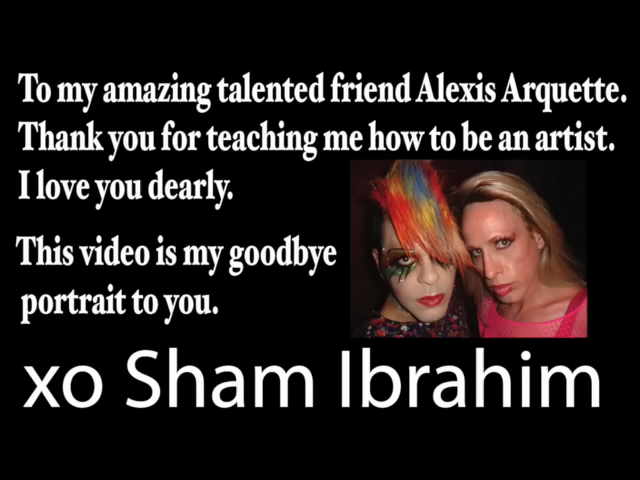 To my amazing talented friend Alexis Arquette.
Thank you for teaching me how to be an artist.
I love you dearly.
This video is my goodbye
portrait to you.
xo Sham Ibrahim